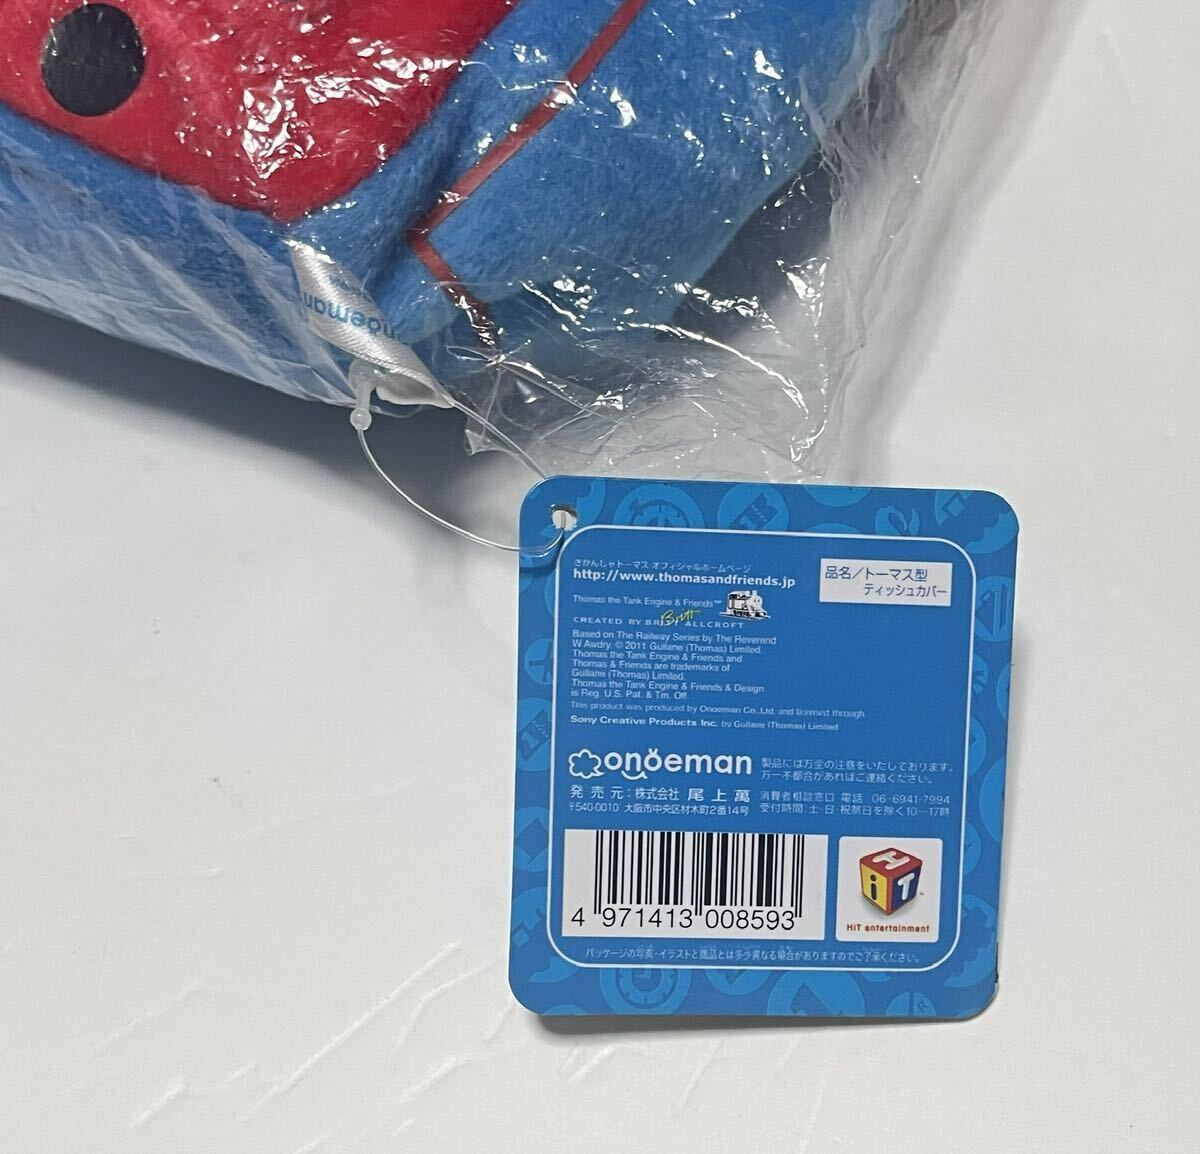 onoeman
きかんしゃトーマス オフィシャルホームページ
http://www.thomasandfriends.jp
品名／トーマス型
ティッシュカバー
Thomas the Tank Engine & Friends™
CREATED BY BRITT ALLCROFT
Based on The Railway Series by The Reverend
W Awdry. © 2011 Gullane (Thomas) Limited.
Thomas the Tank Engine & Friends and
Thomas & Friends are trademarks of
Gullane (Thomas) Limited.
Thomas the Tank Engine & Friends & Design
is Reg. U.S. Pat. & Tm. Off.
This product was produced by Onoeman Co.,Ltd. and licensed through
Sony Creative Products Inc. by Gullane (Thomas) Limited
onoeman
製品には万全の注意をいたしております。
万一不都合があればご連絡ください。
発売元：株式会社 尾上萬
〒540-0010 大阪市中央区材木町2番14号
消費者相談窓口 電話 06-6941-7994
受付時間：土・日・祝祭日を除く10－17時
4 971413 008593
HiT
HiT entertainment
パッケージの写真・イラストと商品とは多少異なる場合がありますのでご了承ください。